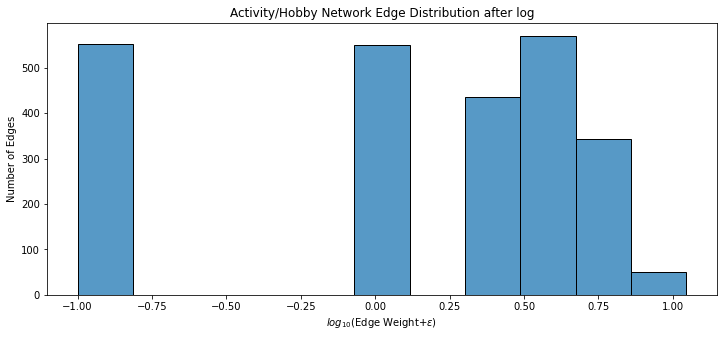 Activity/Hobby Network Edge Distribution after log
Number of Edges
500
400
300
200
100
0
−1.00 −0.75 −0.50 −0.25 0.00 0.25 0.50 0.75 1.00
log₁₀(Edge Weight+ε)